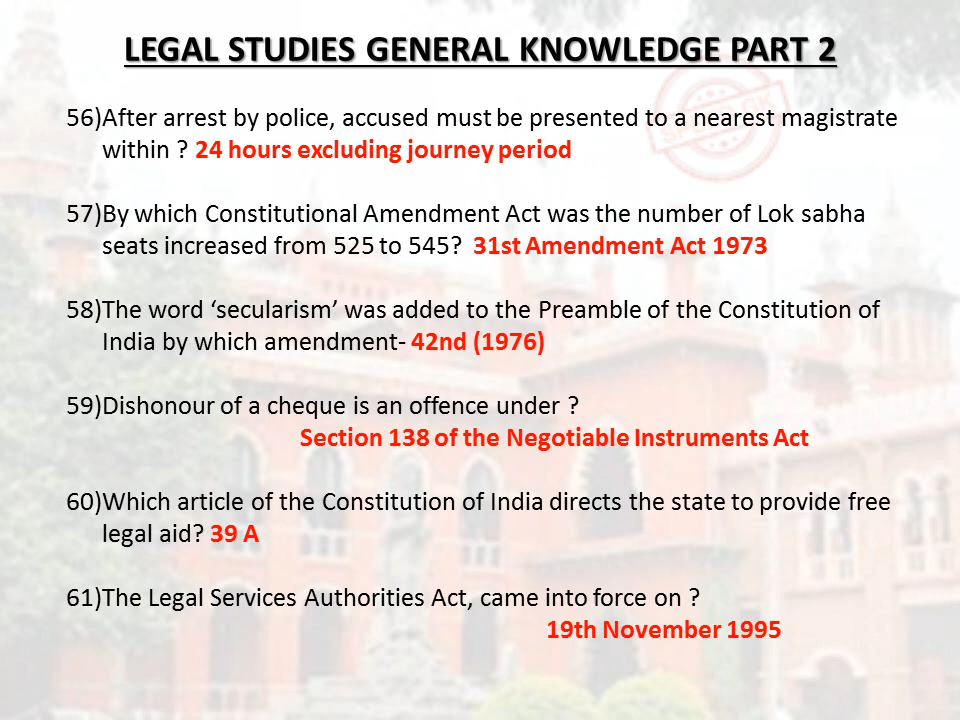 LEGAL STUDIES GENERAL KNOWLEDGE PART 2
SPEED GK
56)After arrest by police, accused must be presented to a nearest magistrate
within ? 24 hours excluding journey period
57)By which Constitutional Amendment Act was the number of Lok sabha
seats increased from 525 to 545? 31st Amendment Act 1973
58)The word ‘secularism’ was added to the Preamble of the Constitution of
India by which amendment- 42nd (1976)
59)Dishonour of a cheque is an offence under ?
Section 138 of the Negotiable Instruments Act
60)Which article of the Constitution of India directs the state to provide free
legal aid? 39 A
61)The Legal Services Authorities Act, came into force on ?
19th November 1995